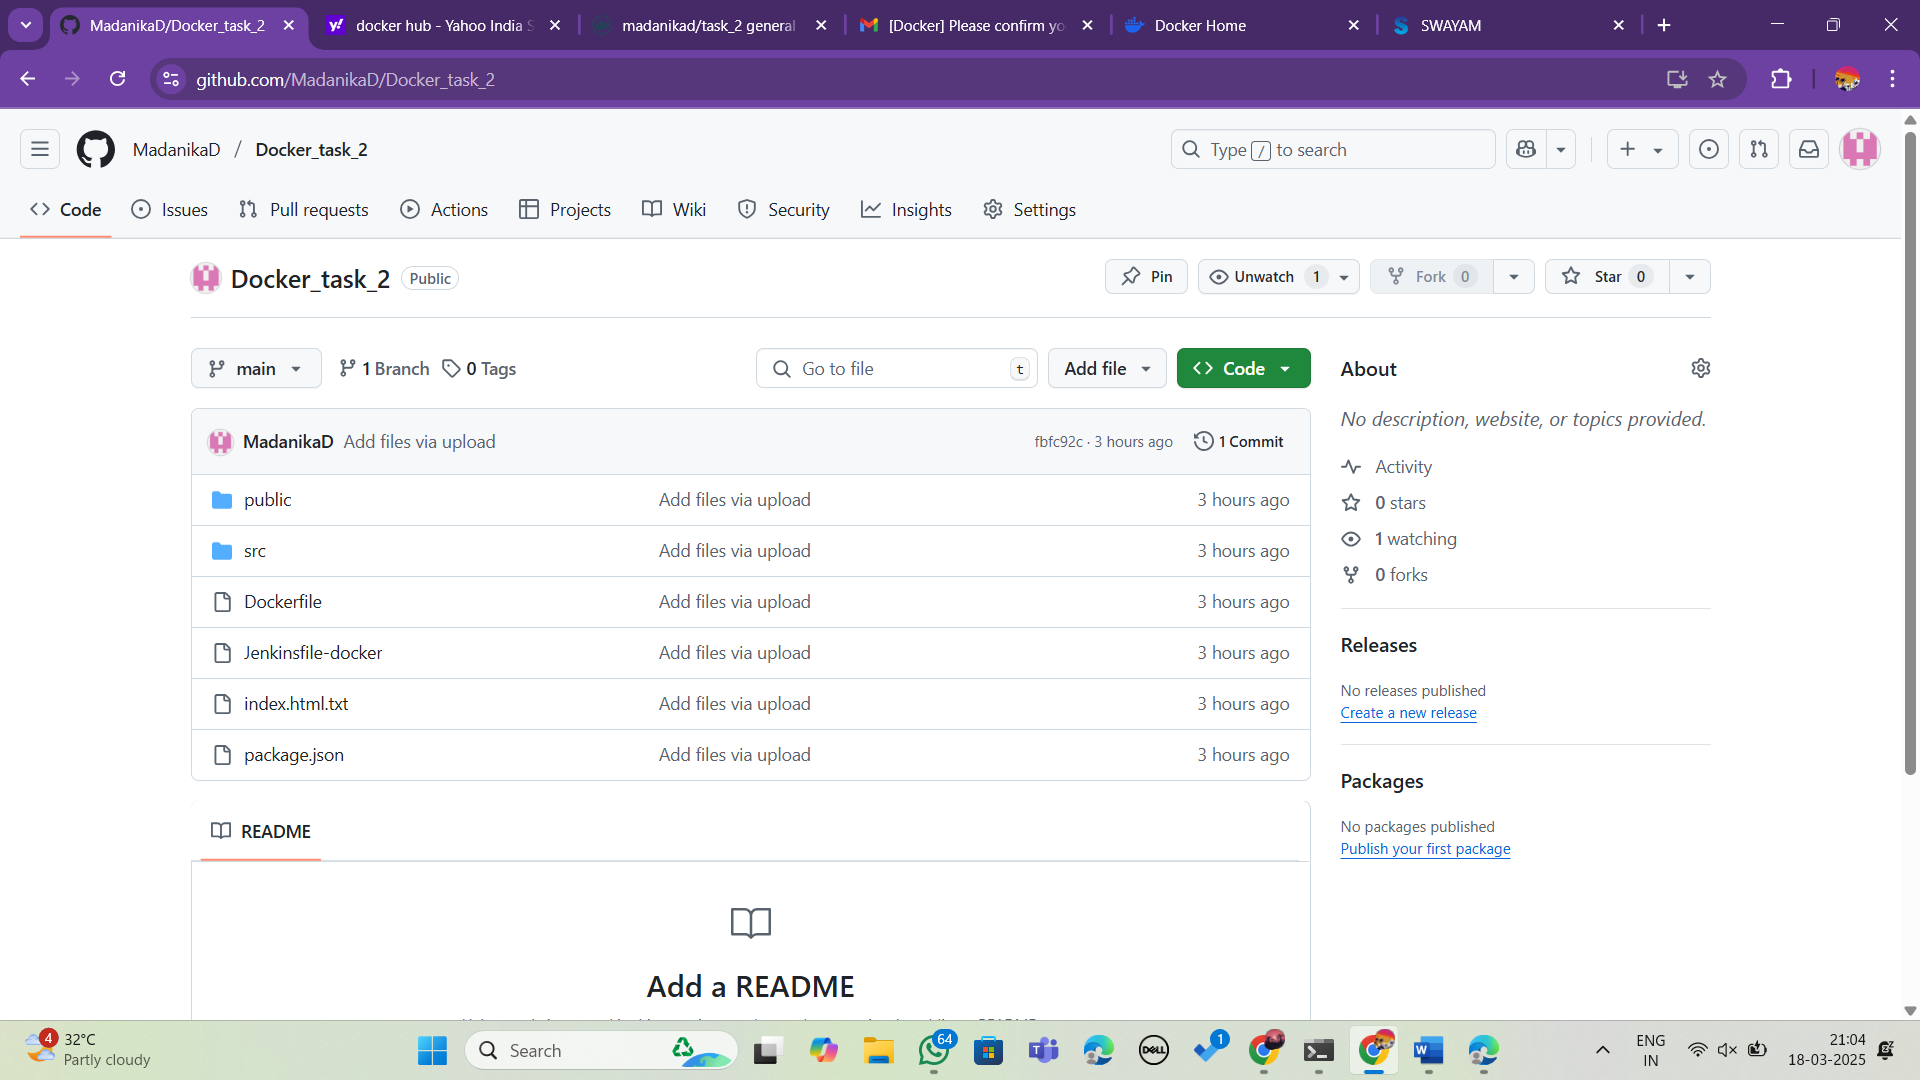 MadanikaD/Docker_task_2
docker hub - Yahoo India S
madanikad/task_2 general
[Docker] Please confirm yo
Docker Home
SWAYAM
github.com/MadanikaD/Docker_task_2
MadanikaD / Docker_task_2
Type / to search
Code
Issues
Pull requests
Actions
Projects
Wiki
Security
Insights
Settings
Docker_task_2 Public
Pin
Unwatch 1
Fork 0
Star 0
main
1 Branch
0 Tags
Go to file t
Add file
Code
MadanikaD Add files via upload fbfc92c · 3 hours ago 1 Commit
public Add files via upload 3 hours ago
src Add files via upload 3 hours ago
Dockerfile Add files via upload 3 hours ago
Jenkinsfile-docker Add files via upload 3 hours ago
index.html.txt Add files via upload 3 hours ago
package.json Add files via upload 3 hours ago
README
Add a README
About
No description, website, or topics provided.
Activity
0 stars
1 watching
0 forks
Releases
No releases published
Create a new release
Packages
No packages published
Publish your first package
4
32°C
Partly cloudy
Search
64
DELL
1
ENG
IN
21:04
18-03-2025